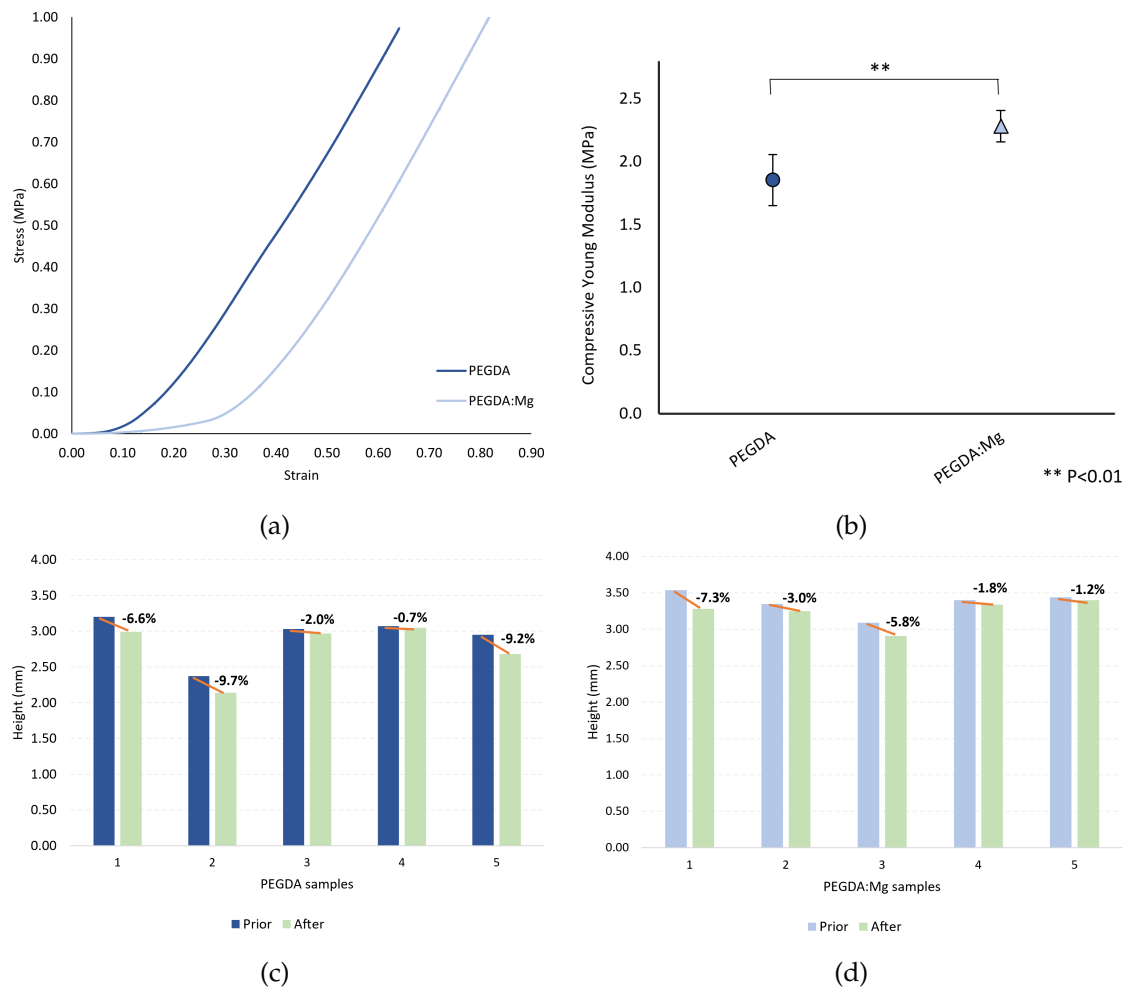 1.00
0.90
0.80
0.70
0.60
0.50
0.40
0.30
0.20
0.10
0.00
Stress (MPa)
0.00 0.10 0.20 0.30 0.40 0.50 0.60 0.70 0.80 0.90
Strain
PEGDA
PEGDA:Mg
(a)
**
2.5
2.0
1.5
1.0
0.5
0.0
Compressive Young Modulus (MPa)
PEGDA
PEGDA:Mg
** P<0.01
(b)
4.00
3.50
3.00
2.50
2.00
1.50
1.00
0.50
0.00
Height (mm)
-6.6%
-9.7%
-2.0%
-0.7%
-9.2%
1 2 3 4 5
PEGDA samples
Prior After
(c)
4.00
3.50
3.00
2.50
2.00
1.50
1.00
0.50
0.00
Height (mm)
-7.3%
-3.0%
-5.8%
-1.8%
-1.2%
1 2 3 4 5
PEGDA:Mg samples
Prior After
(d)